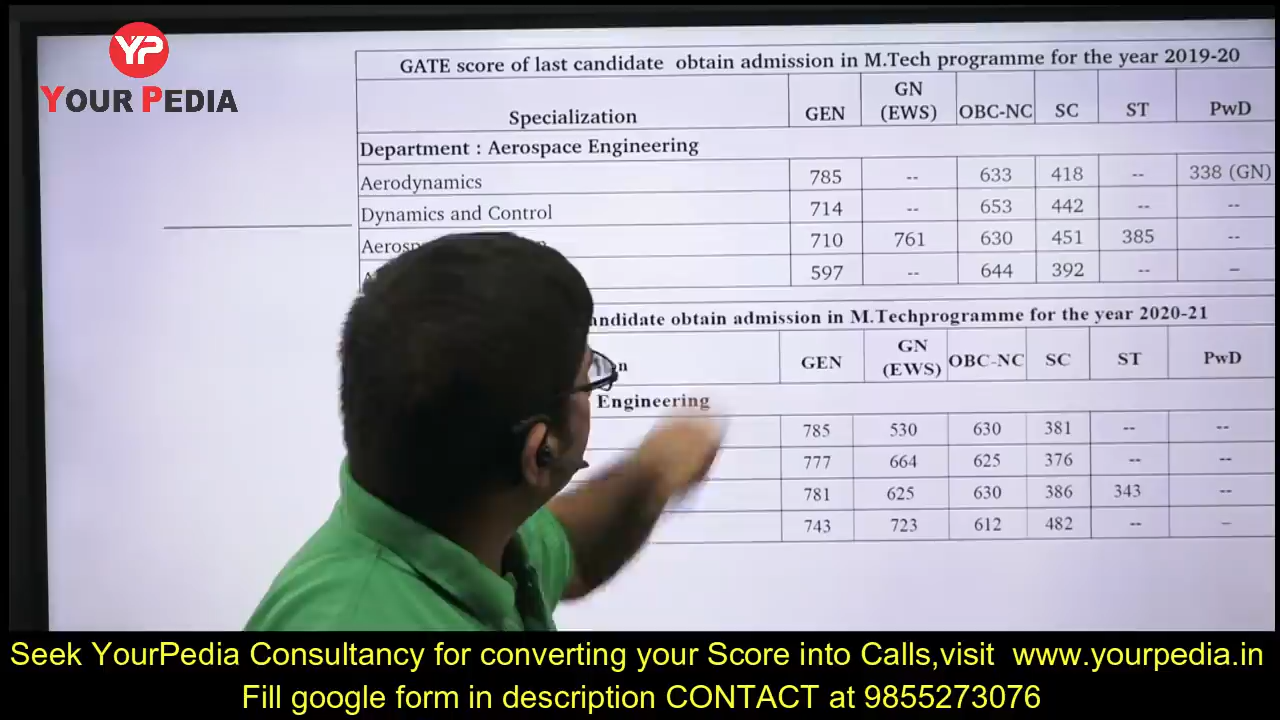 YP
YOUR PEDIA
GATE score of last candidate obtain admission in M.Tech programme for the year 2019-20
Specialization GEN GN (EWS) OBC-NC SC ST PwD
Department : Aerospace Engineering
Aerodynamics 785 -- 633 418 -- 338 (GN)
Dynamics and Control 714 -- 653 442 -- --
710 761 630 451 385 --
597 -- 644 392 -- –
andidate obtain admission in M.Techprogramme for the year 2020-21
GEN GN (EWS) OBC-NC SC ST PwD
Engineering
785 530 630 381 -- --
777 664 625 376 -- --
781 625 630 386 343 --
743 723 612 482 -- –
Seek YourPedia Consultancy for converting your Score into Calls,visit www.yourpedia.in
Fill google form in description CONTACT at 9855273076